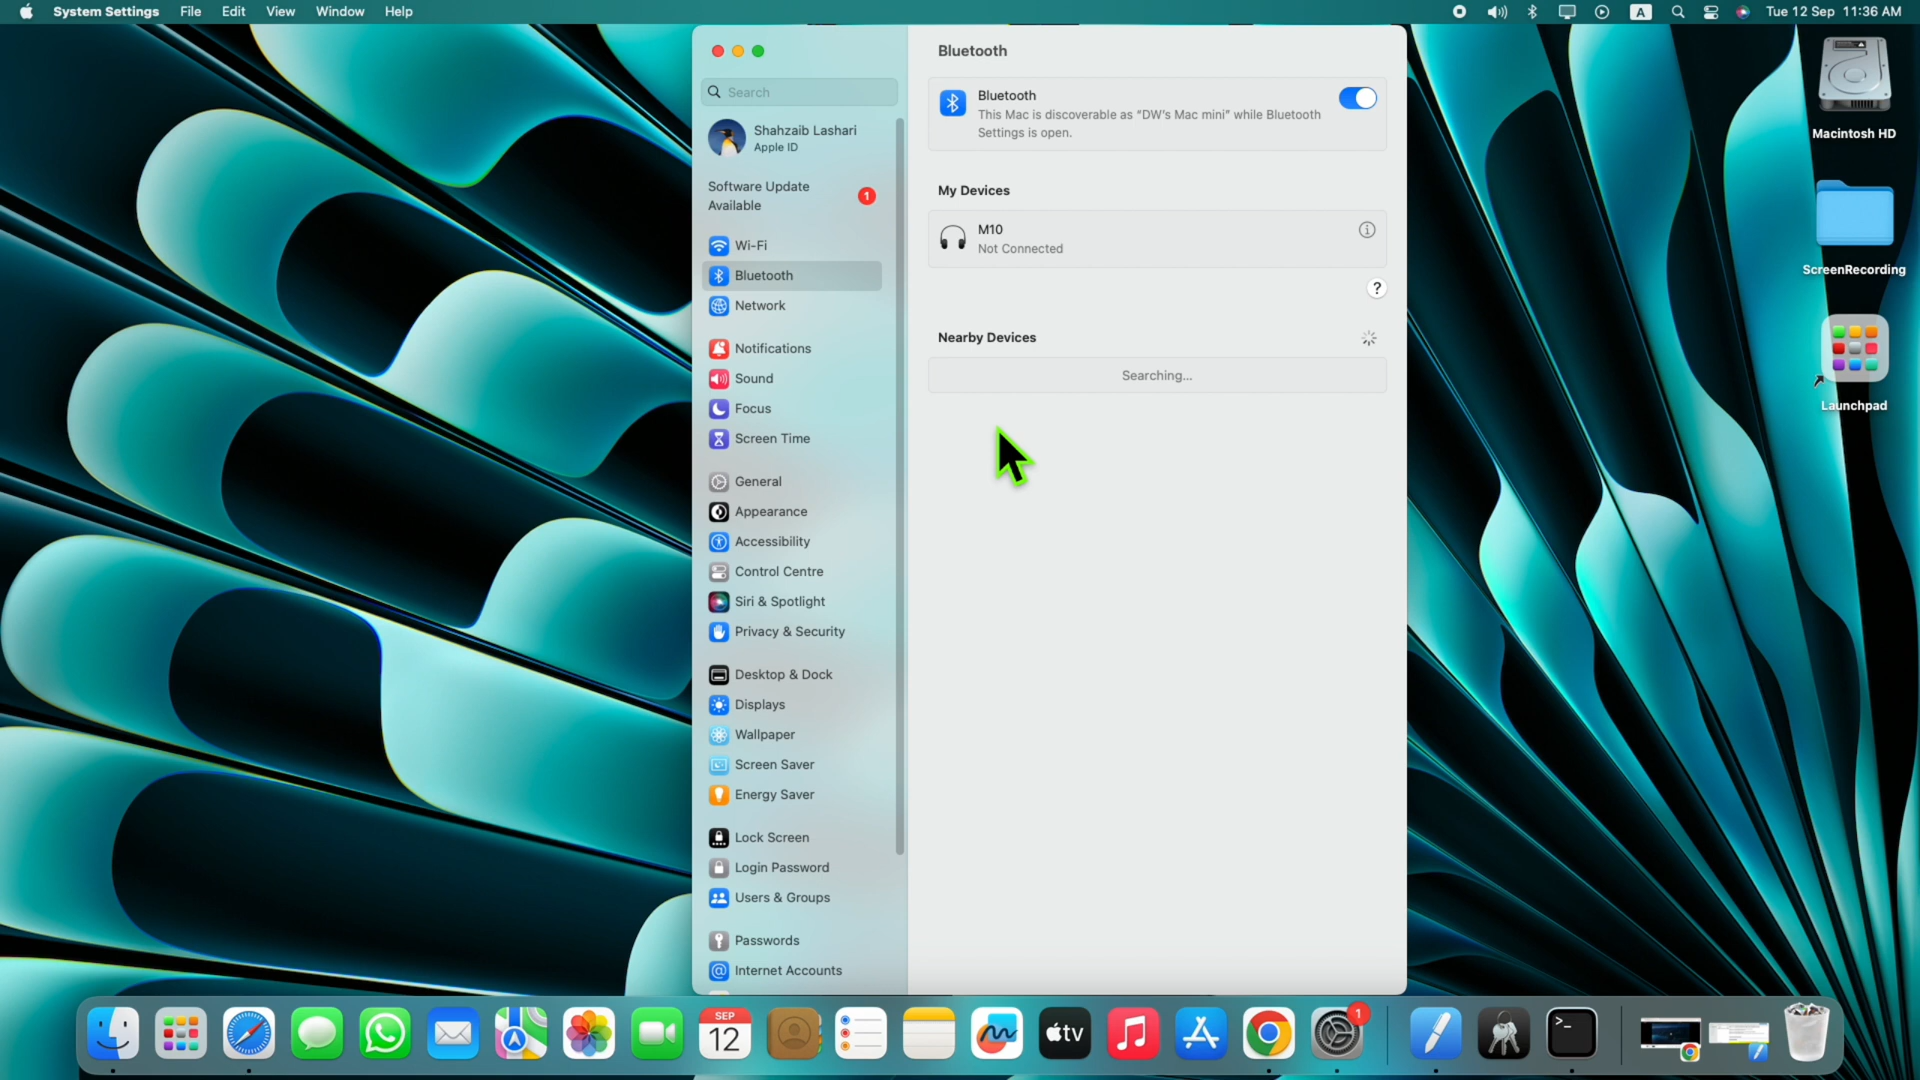 System Settings File Edit View Window Help
A Tue 12 Sep 11:36 AM
Search
Shahzaib Lashari
Apple ID
Software Update
Available
1
Wi-Fi
Bluetooth
Network
Notifications
Sound
Focus
Screen Time
General
Appearance
Accessibility
Control Centre
Siri & Spotlight
Privacy & Security
Desktop & Dock
Displays
Wallpaper
Screen Saver
Energy Saver
Lock Screen
Login Password
Users & Groups
Passwords
Internet Accounts
Bluetooth
Bluetooth
This Mac is discoverable as “DW's Mac mini” while Bluetooth
Settings is open.
My Devices
M10
Not Connected
?
Nearby Devices
Searching...
Macintosh HD
ScreenRecording
Launchpad
SEP
12
tv
1
>_